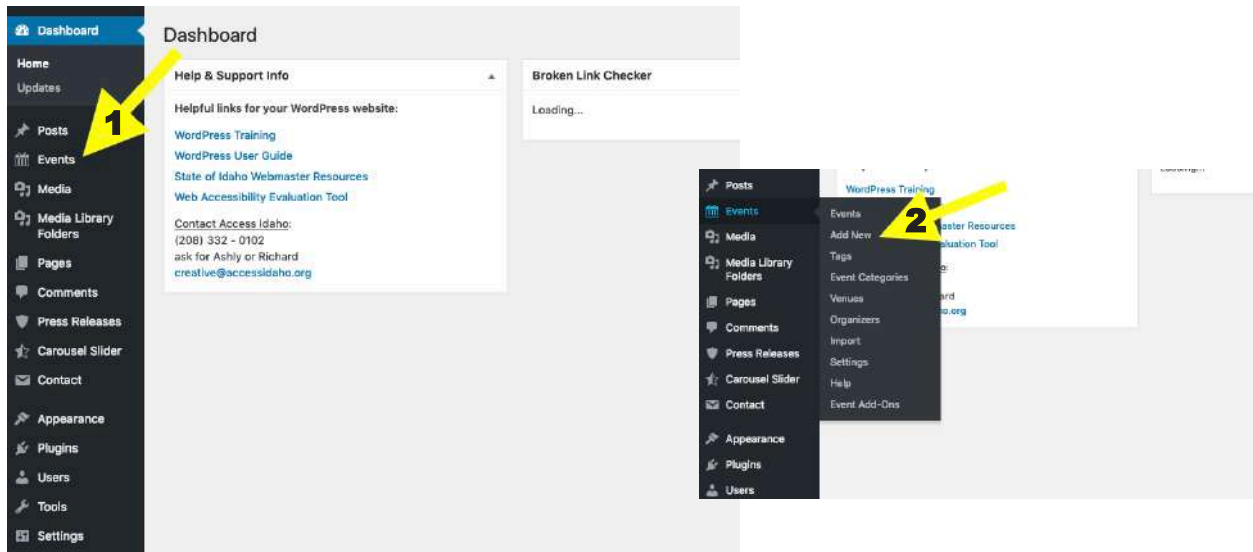 Dashboard
Home
Updates
Posts
Events
Media
Media Library
Folders
Pages
Comments
Press Releases
Carousel Slider
Contact
Appearance
Plugins
Users
Tools
Settings
1
Dashboard
Help & Support Info
Helpful links for your WordPress website:
WordPress Training
WordPress User Guide
State of Idaho Webmaster Resources
Web Accessibility Evaluation Tool
Contact Access Idaho:
(208) 332 - 0102
ask for Ashly or Richard
creative@accessidaho.org
Broken Link Checker
Loading...
Posts
Events
Media
Media Library
Folders
Pages
Comments
Press Releases
Carousel Slider
Contact
Appearance
Plugins
Users
Events
Add New
Tags
Event Categories
Venues
Organizers
Import
Settings
Help
Event Add-Ons
2
WordPress Training
aster Resources
aluation Tool
ard
o.org